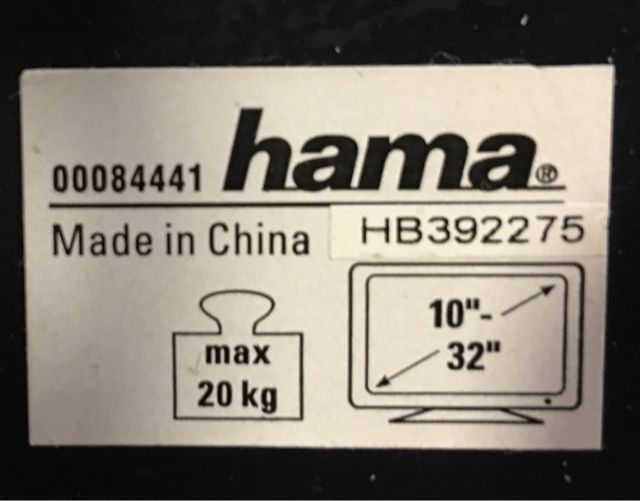 00084441 hama®
Made in China HB392275
max
20 kg
10"-
32"